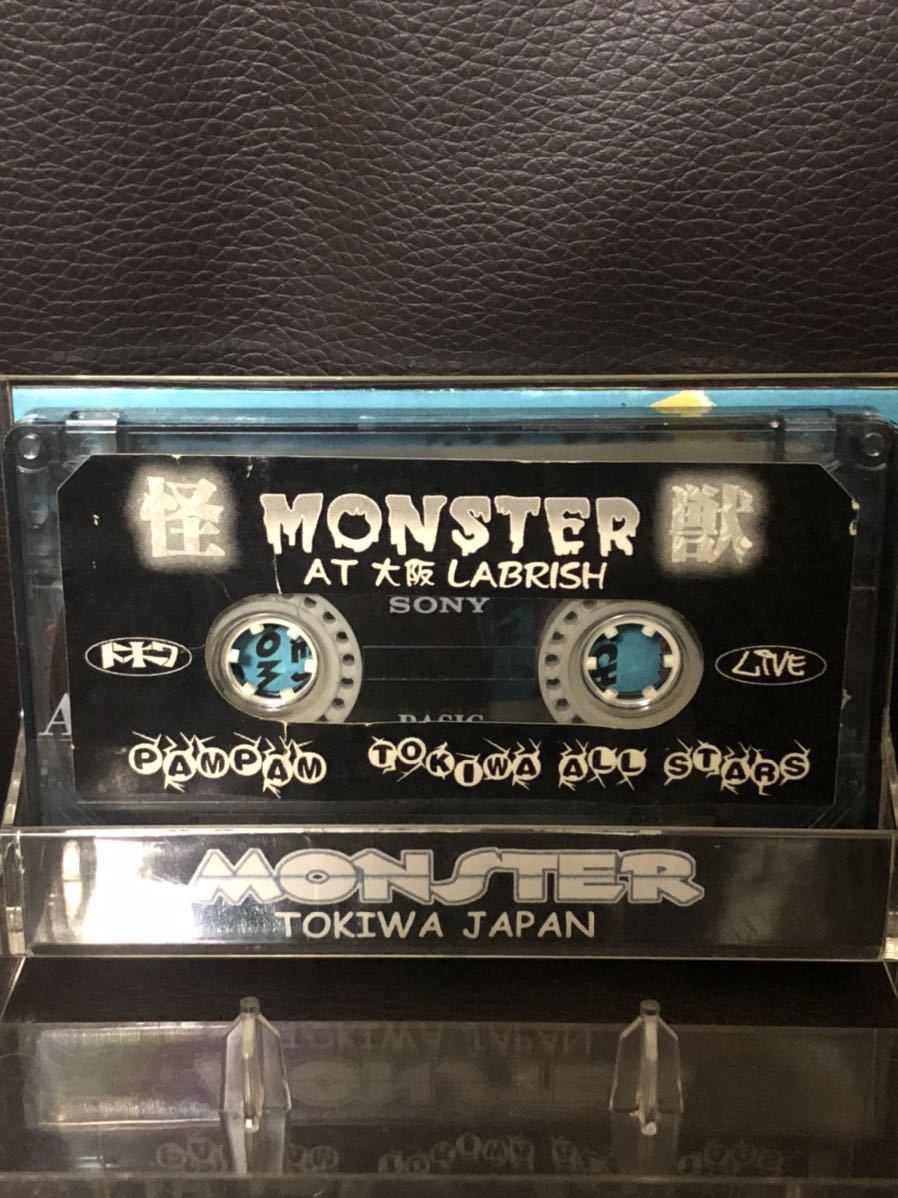 怪 MONSTER 獣
AT 大阪 LABRISH
SONY
トキワ LIVE
BASIC
PAMPAM TOKIWA ALL STARS
MONSTER
TOKIWA JAPAN